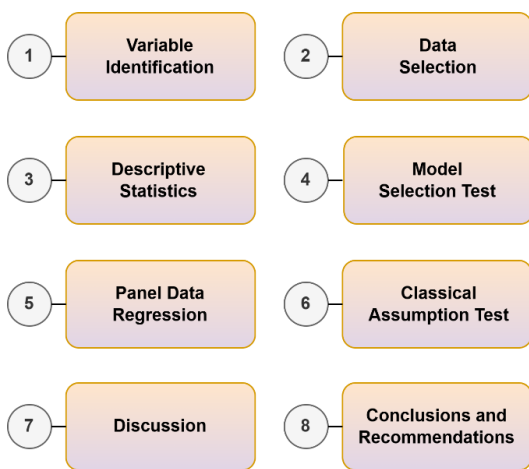 1
Variable
Identification
2
Data
Selection
3
Descriptive
Statistics
4
Model
Selection Test
5
Panel Data
Regression
6
Classical
Assumption Test
7
Discussion
8
Conclusions and
Recommendations